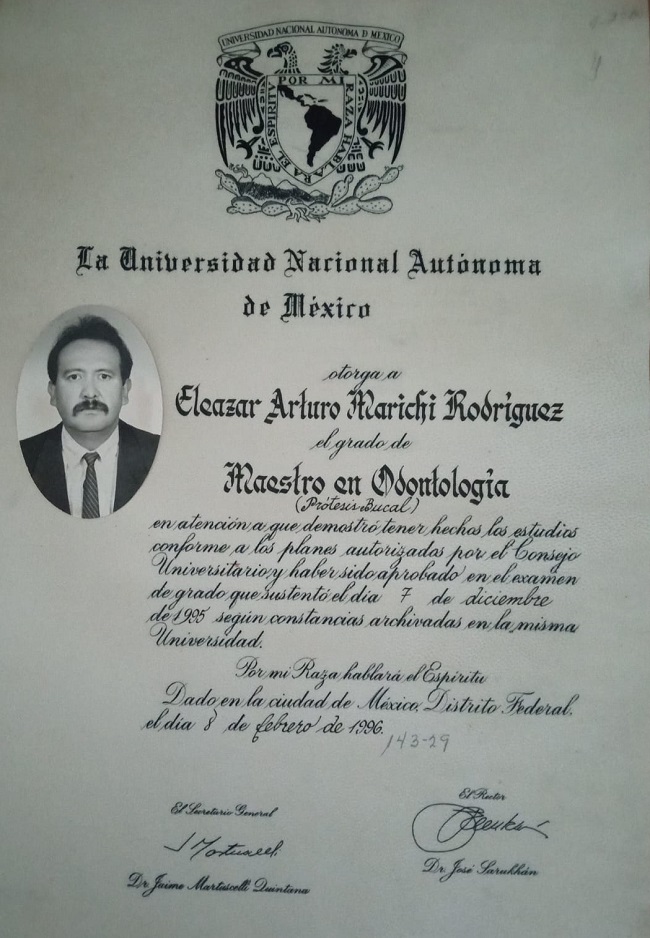 UNIVERSIDAD NACIONAL AUTONOMA D MEXICO
POR MI RAZA HABLARA EL ESPIRITU
La Universidad Nacional Autónoma
de México
otorga a
Eleazar Arturo Marichi Rodríguez
el grado de
Maestro en Odontología
(Prótesis Bucal)
en atención a que demostró tener hechos los estudios
conforme a los planes autorizados por el Consejo
Universitario y haber sido aprobado en el examen
de grado que sustentó el día 7 de diciembre
de 1995 según constancias archivadas en la misma
Universidad.
Por mi Raza hablará el Espíritu
Dado en la ciudad de México, Distrito Federal,
el día 8 de febrero de 1996.
143-29
El Secretario General
El Rector
Dr. Jaime Martuscelli Quintana
Dr. José Sarukhán